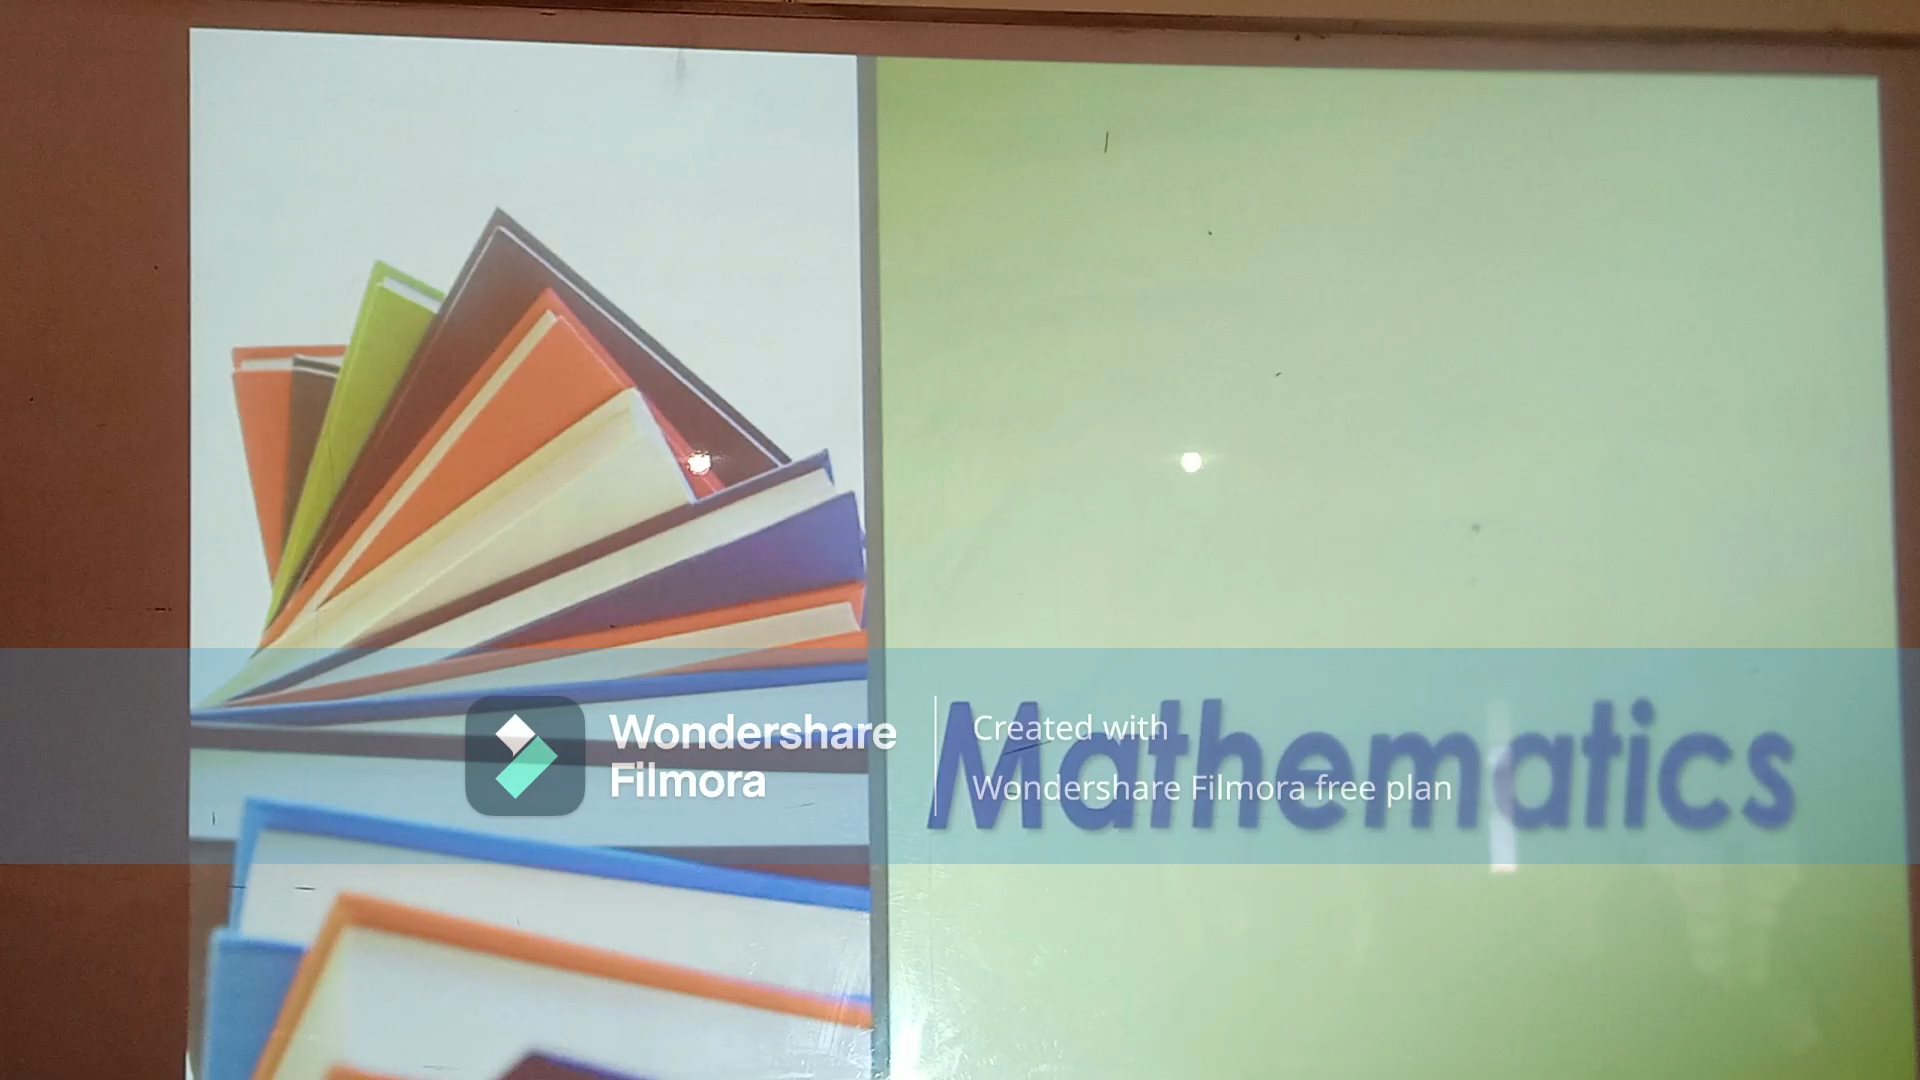 Wondershare
Filmora
Created with
Wondershare Filmora free plan
Mathematics